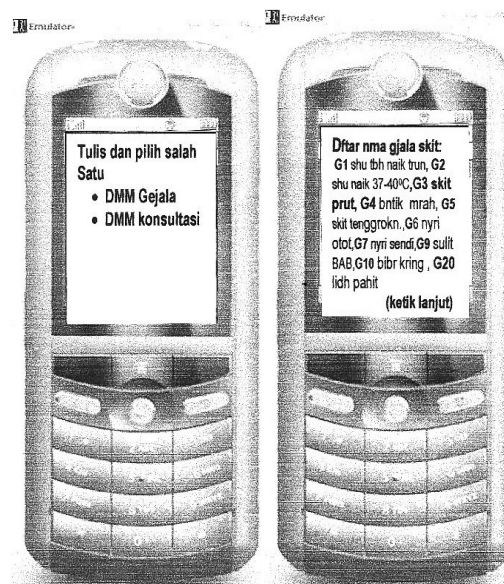 Emulator
Tulis dan pilih salah
Satu
• DMM Gejala
• DMM konsultasi
Emulator
Dftar nma gjala skit:
G1 shu tbh naik trun, G2
shu naik 37-40ºC,G3 skit
prut, G4 bntik mrah, G5
skit tenggrokn.,G6 nyri
otot,G7 nyri sendi,G9 sulit
BAB,G10 bibr kring , G20
lidh pahit
(ketik lanjut)